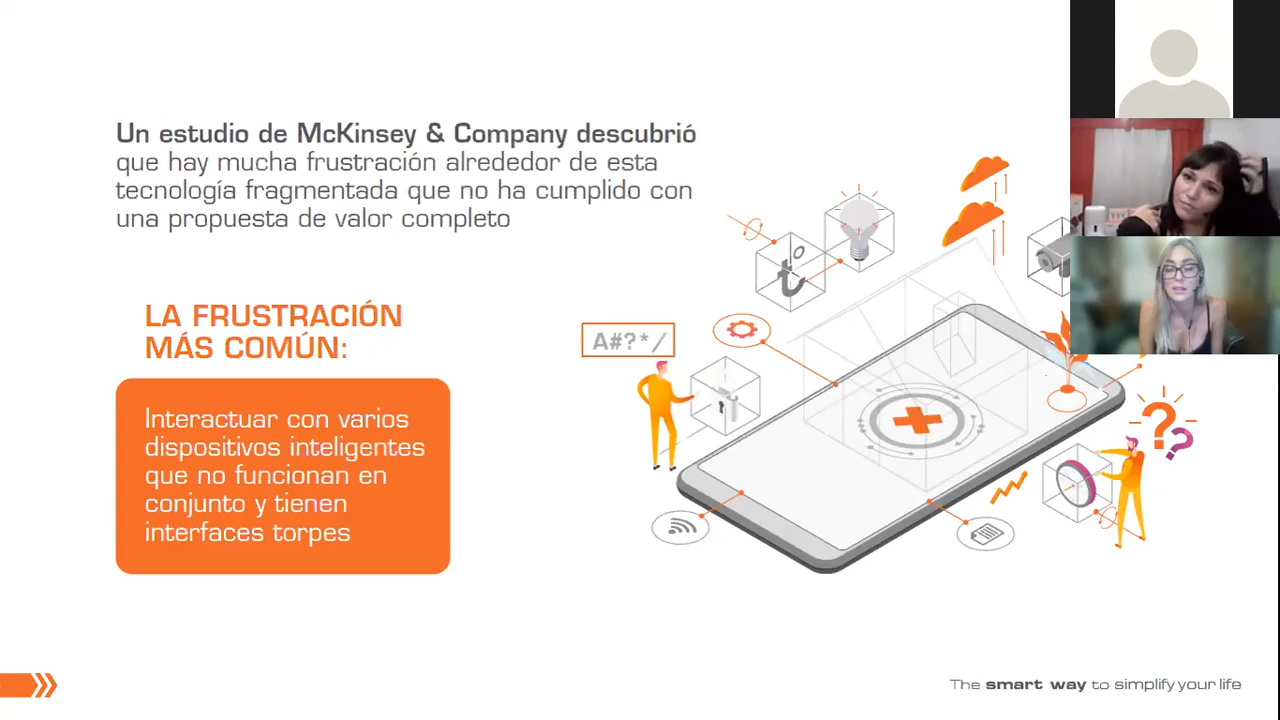 Un estudio de McKinsey & Company descubrió
que hay mucha frustración alrededor de esta
tecnología fragmentada que no ha cumplido con
una propuesta de valor completo
LA FRUSTRACIÓN
MÁS COMÚN:
Interactuar con varios
dispositivos inteligentes
que no funcionan en
conjunto y tienen
interfaces torpes
A#?*/
??
The smart way to simplify your life